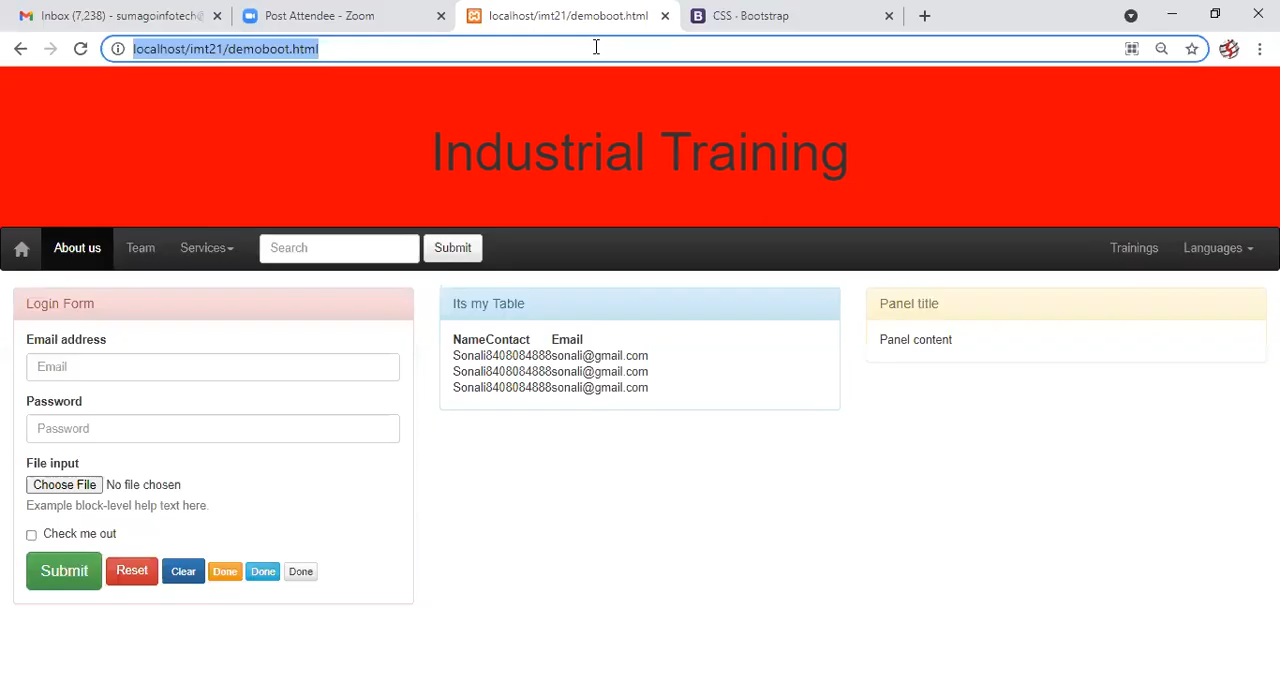 Inbox (7,238) - sumagoinfotech@
Post Attendee - Zoom
localhost/imt21/demoboot.html
CSS · Bootstrap
localhost/imt21/demoboot.html
Industrial Training
About us Team Services Search Submit Trainings Languages
Login Form
Email address
Email
Password
Password
File input
Choose File No file chosen
Example block-level help text here.
Check me out
Submit Reset Clear Done Done Done
Its my Table
NameContact Email
Sonali8408084888sonali@gmail.com
Sonali8408084888sonali@gmail.com
Sonali8408084888sonali@gmail.com
Panel title
Panel content